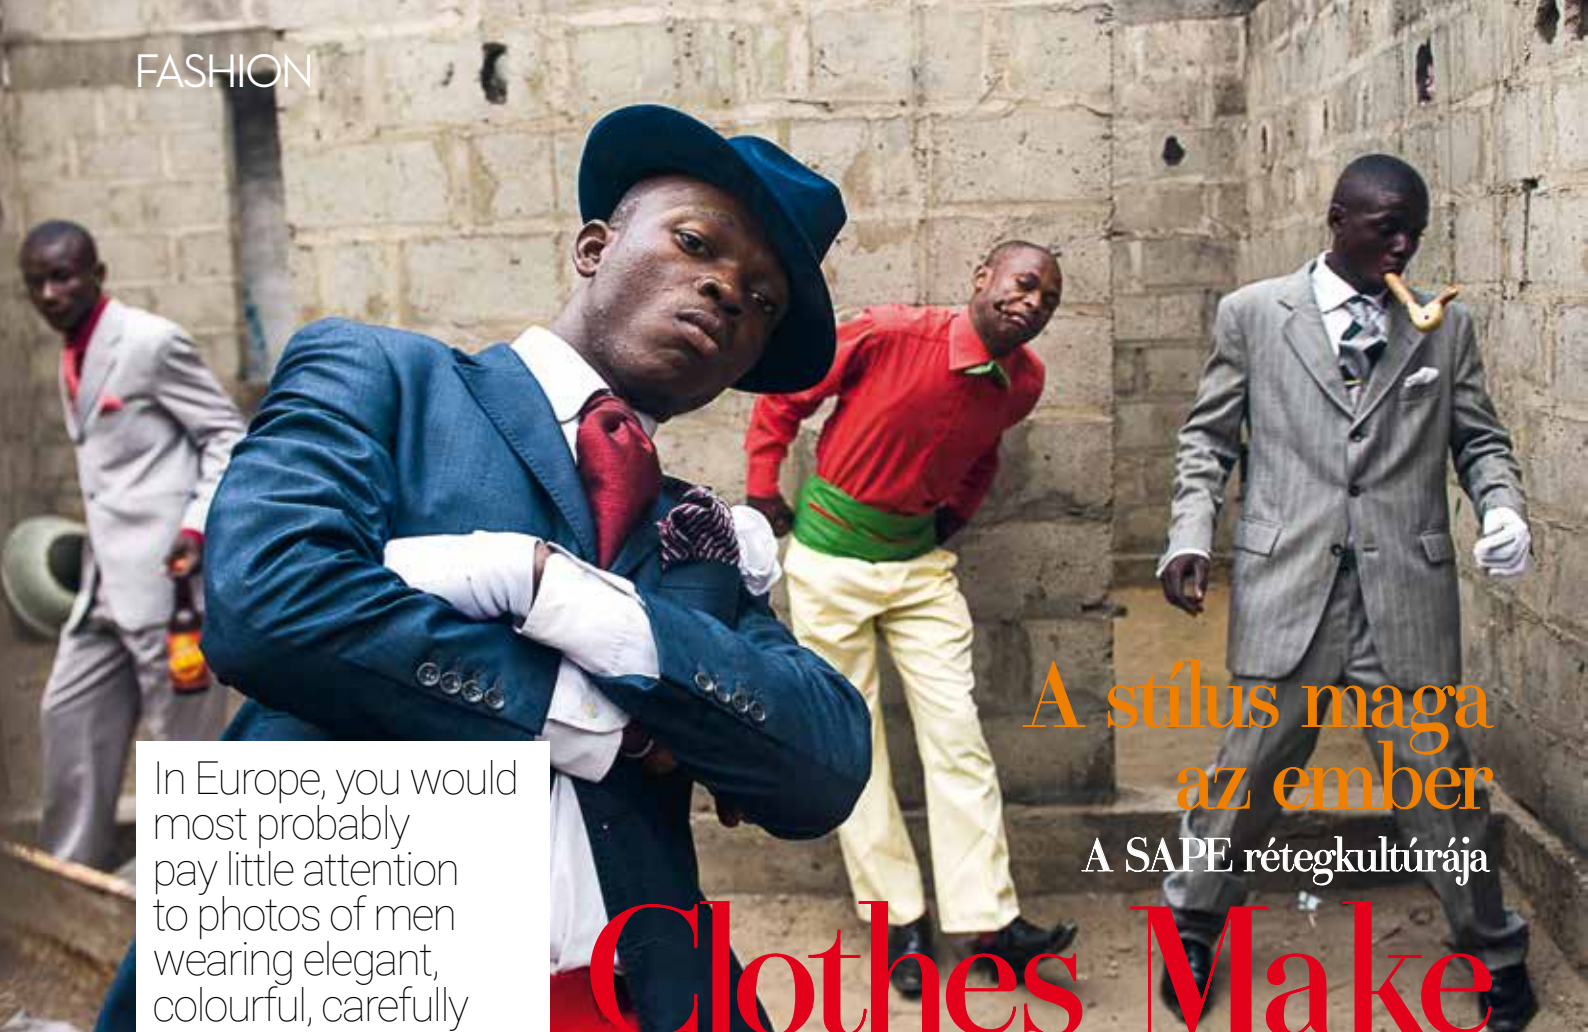 FASHION
A stílus maga
az ember
A SAPE rétegkultúrája
Clothes Make
In Europe, you would
most probably
pay little attention
to photos of men
wearing elegant,
colourful, carefully